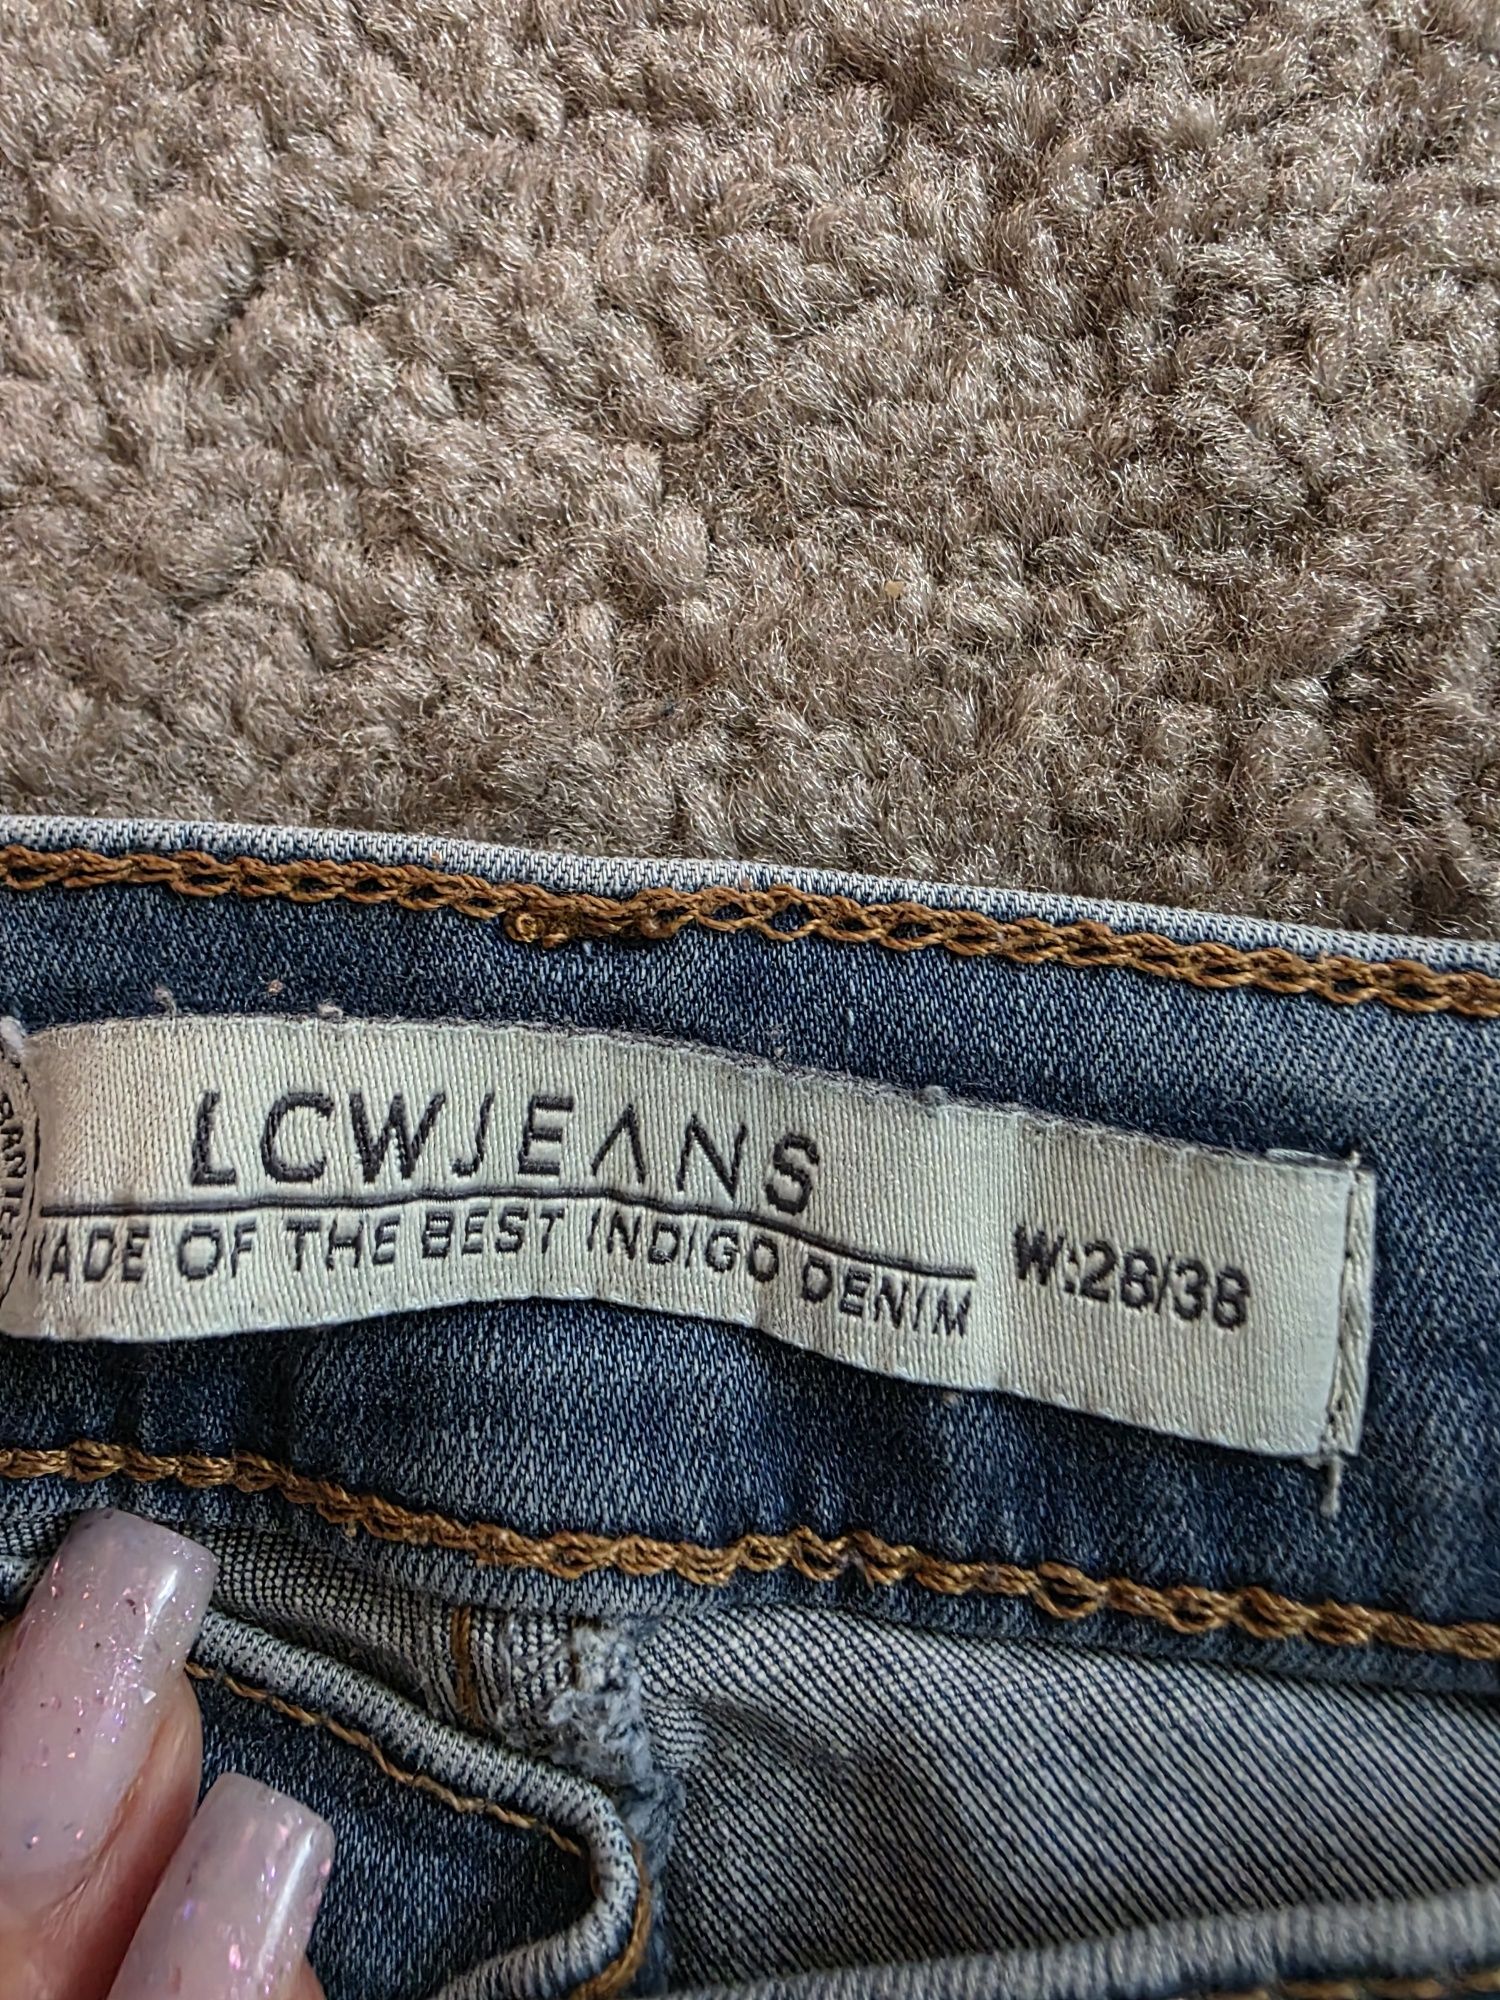 LCWJEANS
MADE OF THE BEST INDIGO DENIM
W:28/38